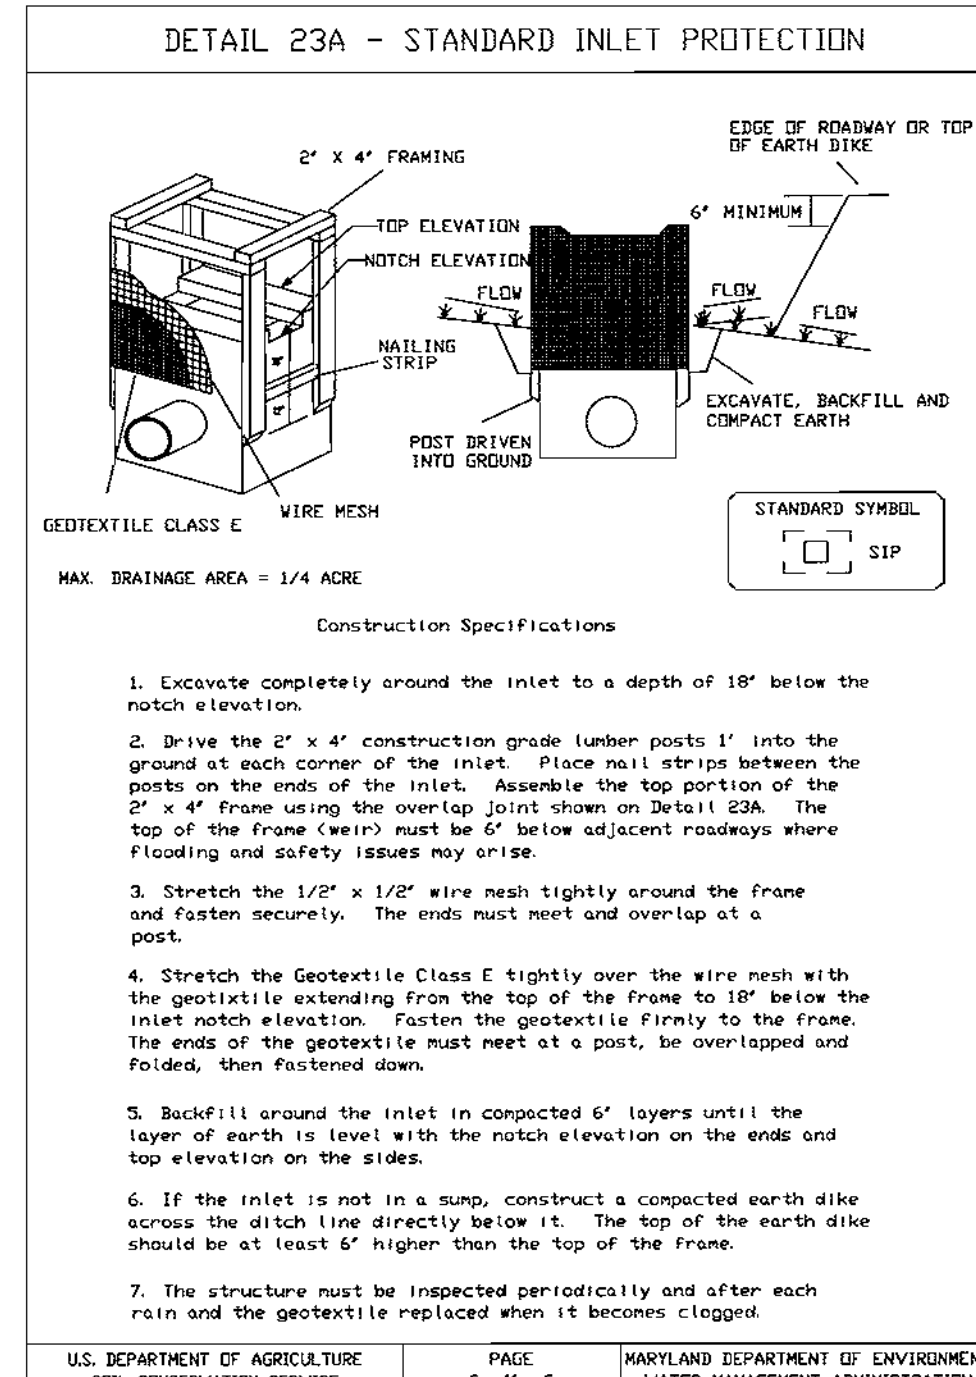 DETAIL 23A - STANDARD INLET PROTECTION
EDGE OF ROADWAY OR TOP
OF EARTH DIKE
2" X 4" FRAMING
6" MINIMUM
TOP ELEVATION
NOTCH ELEVATION
FLOW
FLOW
FLOW
NAILING
STRIP
EXCAVATE, BACKFILL AND
COMPACT EARTH
POST DRIVEN
INTO GROUND
WIRE MESH
GEOTEXTILE CLASS E
STANDARD SYMBOL
SIP
MAX. DRAINAGE AREA = 1/4 ACRE
Construction Specifications
1. Excavate completely around the inlet to a depth of 18" below the
notch elevation.
2. Drive the 2" x 4" construction grade lumber posts 1' into the
ground at each corner of the inlet. Place nail strips between the
posts on the ends of the inlet. Assemble the top portion of the
2" x 4" frame using the overlap joint shown on Detail 23A. The
top of the frame (weir) must be 6" below adjacent roadways where
flooding and safety issues may arise.
3. Stretch the 1/2" x 1/2" wire mesh tightly around the frame
and fasten securely. The ends must meet and overlap at a
post.
4. Stretch the Geotextile Class E tightly over the wire mesh with
the geotixtile extending from the top of the frame to 18" below the
inlet notch elevation. Fasten the geotextile firmly to the frame.
The ends of the geotextile must meet at a post, be overlapped and
folded, then fastened down.
5. Backfill around the inlet in compacted 6" layers until the
layer of earth is level with the notch elevation on the ends and
top elevation on the sides.
6. If the inlet is not in a sump, construct a compacted earth dike
across the ditch line directly below it. The top of the earth dike
should be at least 6" higher than the top of the frame.
7. The structure must be inspected periodically and after each
rain and the geotextile replaced when it becomes clogged.
U.S. DEPARTMENT OF AGRICULTURE
PAGE
MARYLAND DEPARTMENT OF ENVIRONMEN